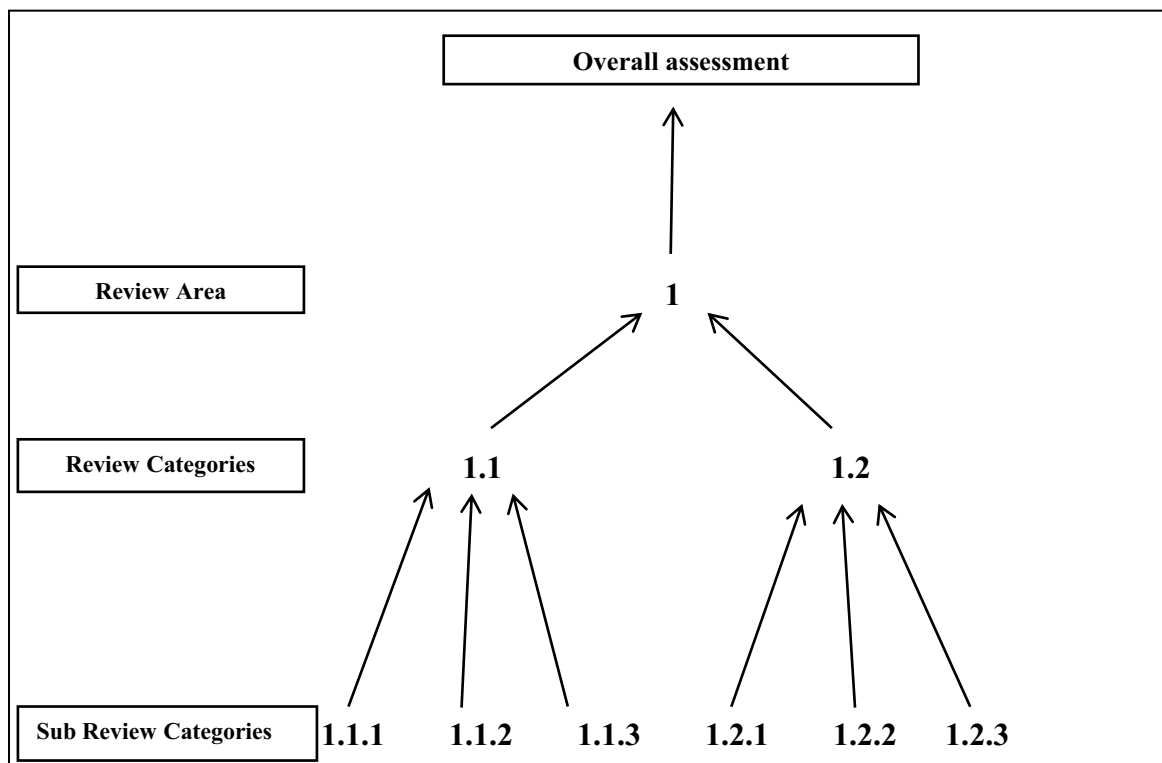 Overall assessment
Review Area 1
Review Categories 1.1 1.2
Sub Review Categories 1.1.1 1.1.2 1.1.3 1.2.1 1.2.2 1.2.3